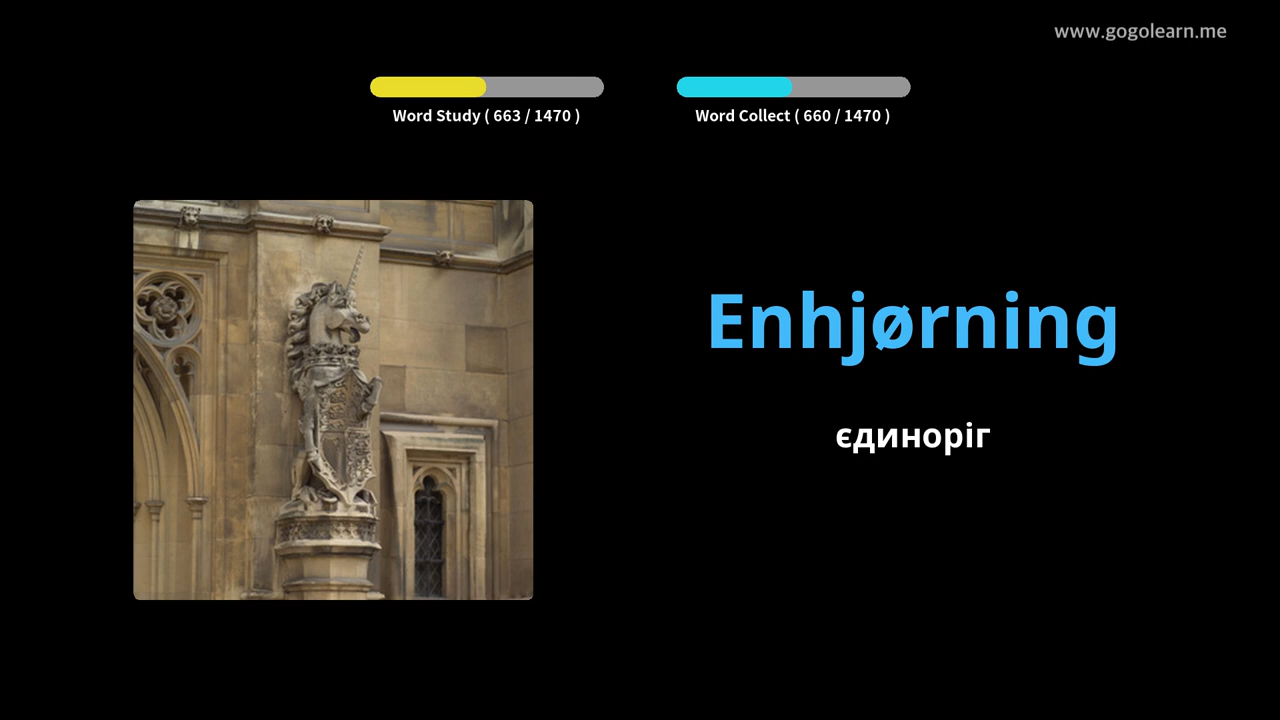 www.gogolearn.me
Word Study ( 663 / 1470 )
Word Collect ( 660 / 1470 )
Enhjørning
єдиноріг